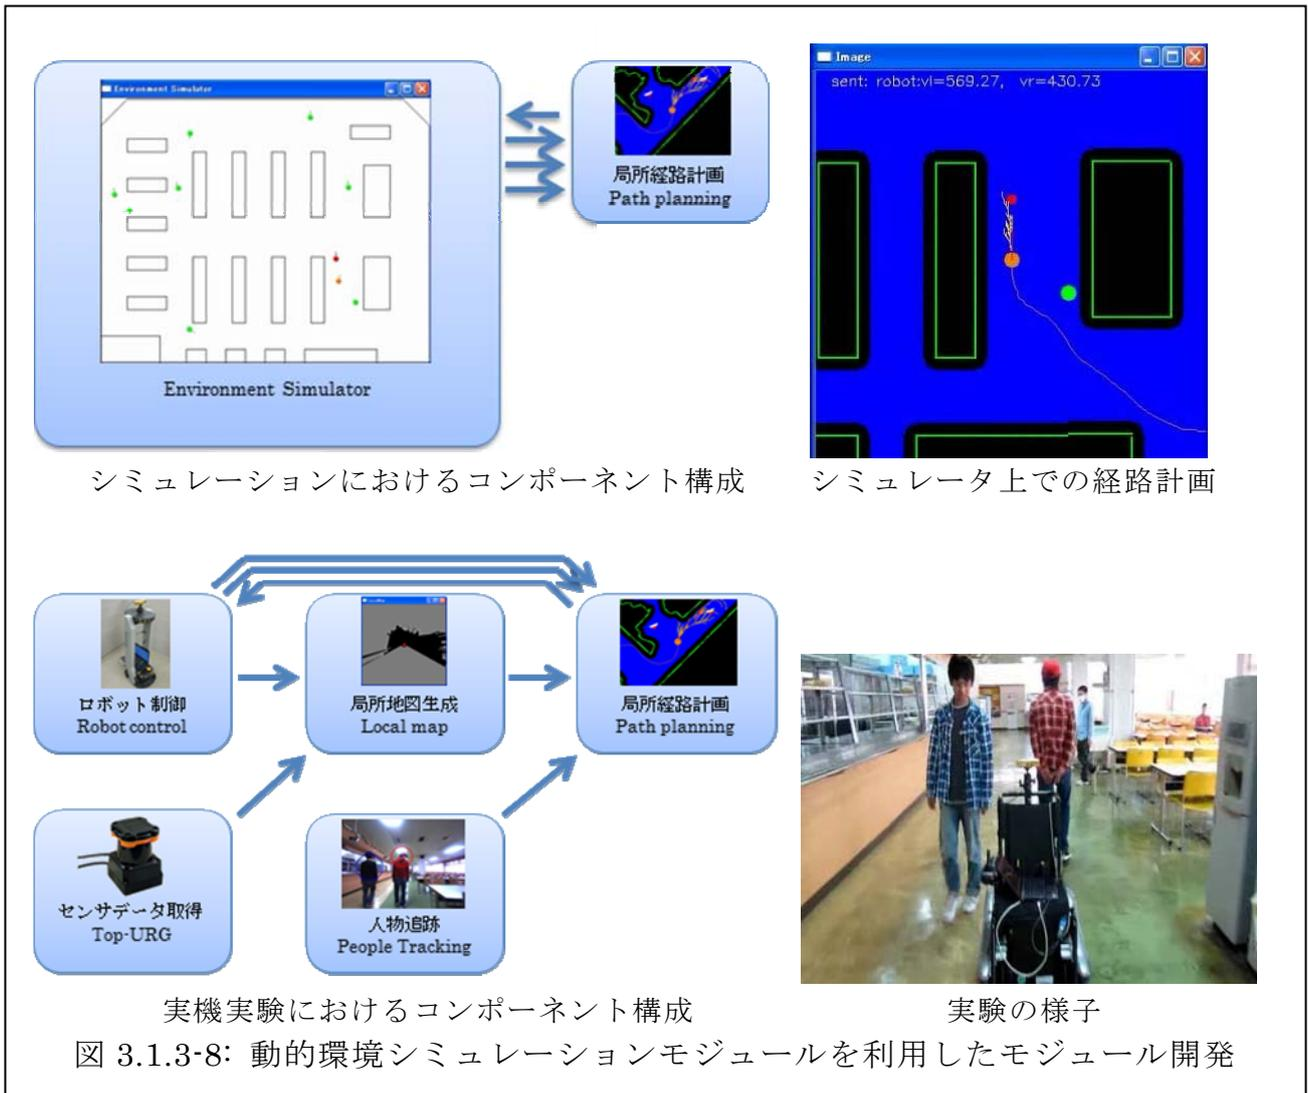 Environment Simulator
局所経路計画
Path planning
Environment Simulator
シミュレーションにおけるコンポーネント構成
Image
sent: robot:vl=569.27, vr=430.73
シミュレータ上での経路計画
ロボット制御
Robot control
局所地図生成
Local map
局所経路計画
Path planning
センサデータ取得
Top-URG
人物追跡
People Tracking
実機実験におけるコンポーネント構成
実験の様子
図 3.1.3-8: 動的環境シミュレーションモジュールを利用したモジュール開発